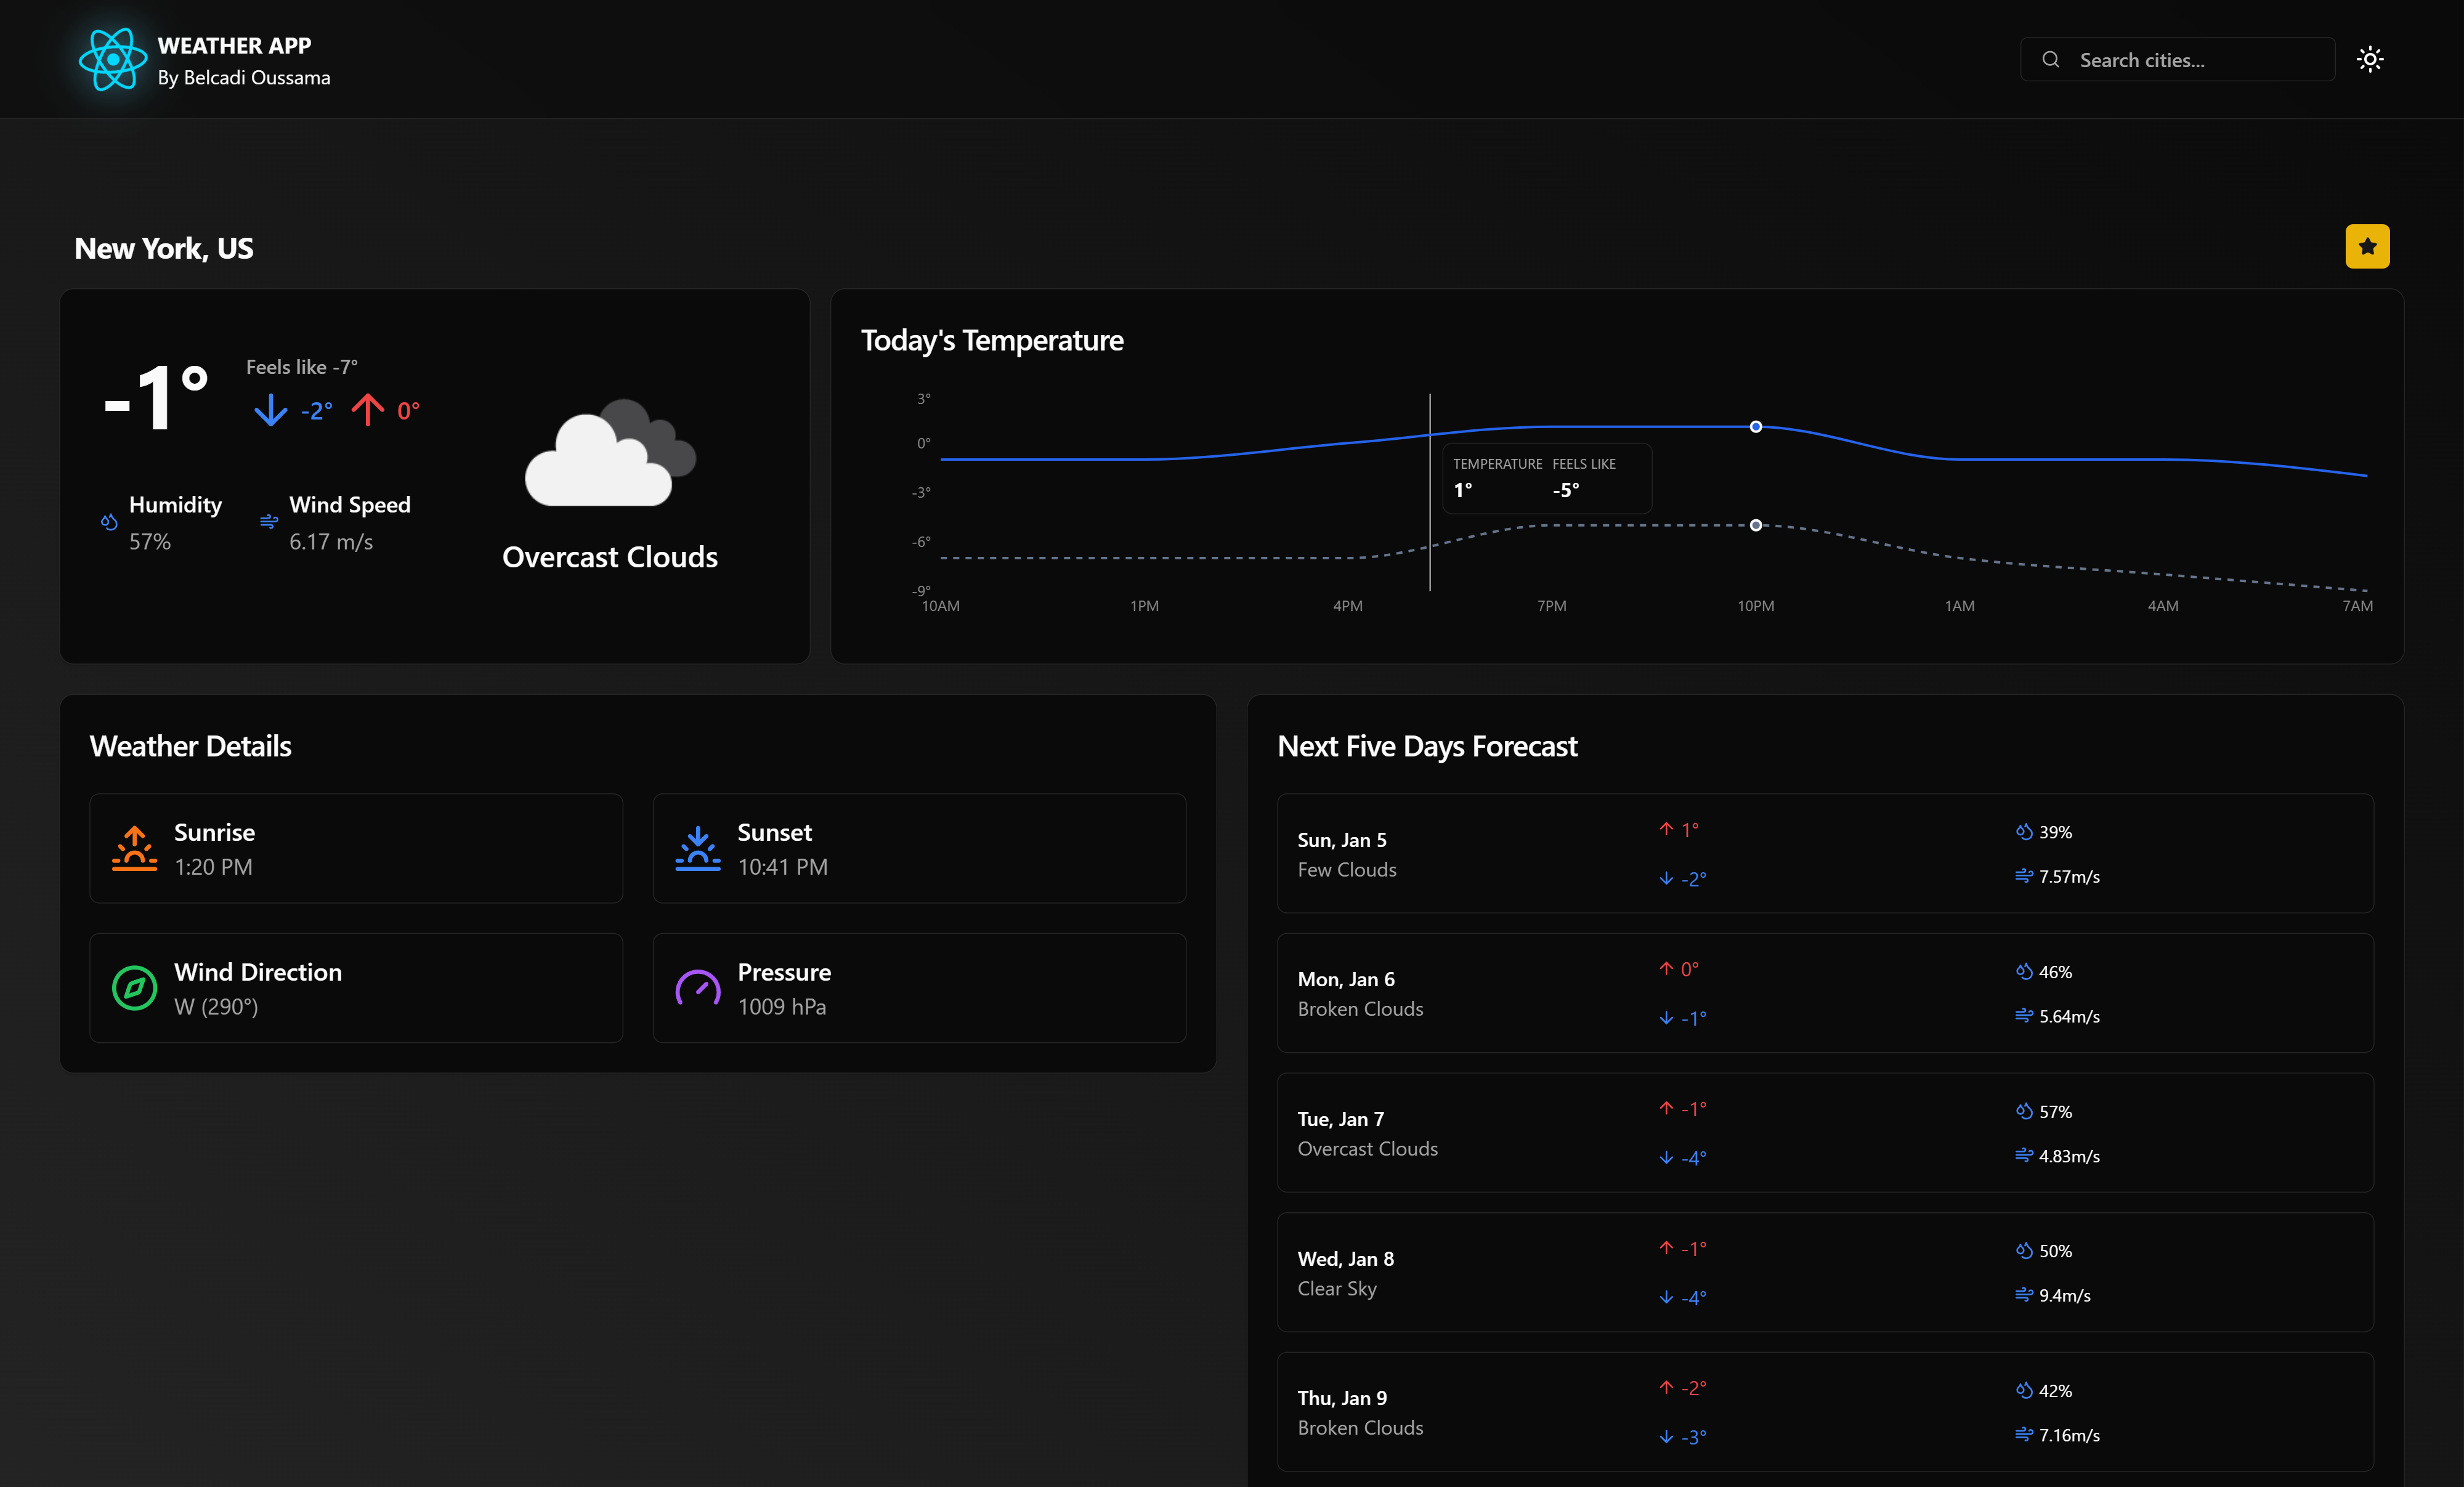 WEATHER APP
By Belcadi Oussama
Search cities...
New York, US
-1°
Feels like -7°
-2° 0°
Humidity
57%
Wind Speed
6.17 m/s
Overcast Clouds
Today's Temperature
3°
0°
-3°
-6°
-9°
TEMPERATURE FEELS LIKE
1° -5°
10AM 1PM 4PM 7PM 10PM 1AM 4AM 7AM
Weather Details
Sunrise
1:20 PM
Sunset
10:41 PM
Wind Direction
W (290°)
Pressure
1009 hPa
Next Five Days Forecast
Sun, Jan 5
Few Clouds
1°
-2°
39%
7.57m/s
Mon, Jan 6
Broken Clouds
0°
-1°
46%
5.64m/s
Tue, Jan 7
Overcast Clouds
-1°
-4°
57%
4.83m/s
Wed, Jan 8
Clear Sky
-1°
-4°
50%
9.4m/s
Thu, Jan 9
Broken Clouds
-2°
-3°
42%
7.16m/s